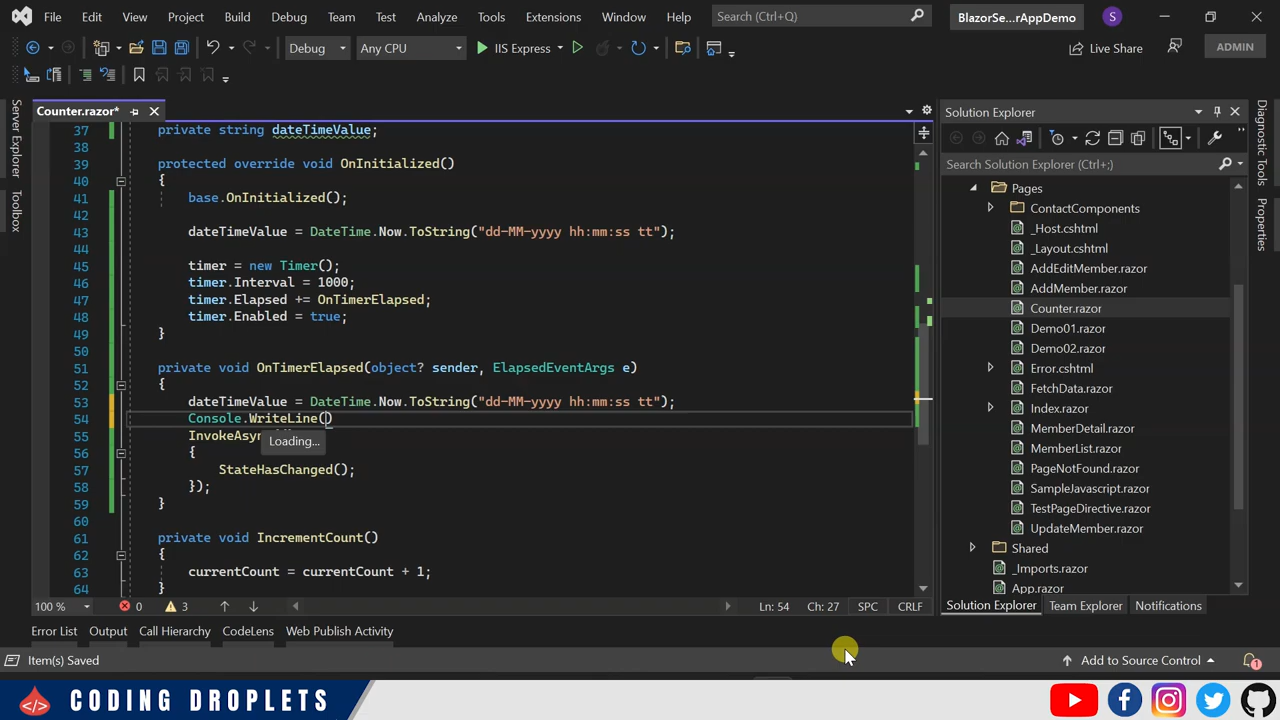 File Edit View Project Build Debug Team Test Analyze Tools Extensions Window Help Search (Ctrl+Q) BlazorSe...rAppDemo S
Debug Any CPU IIS Express Live Share ADMIN
Counter.razor*
Server Explorer
Toolbox
37 private string dateTimeValue;
38
39 protected override void OnInitialized()
40 {
41 base.OnInitialized();
42
43 dateTimeValue = DateTime.Now.ToString("dd-MM-yyyy hh:mm:ss tt");
44
45 timer = new Timer();
46 timer.Interval = 1000;
47 timer.Elapsed += OnTimerElapsed;
48 timer.Enabled = true;
49 }
50
51 private void OnTimerElapsed(object? sender, ElapsedEventArgs e)
52 {
53 dateTimeValue = DateTime.Now.ToString("dd-MM-yyyy hh:mm:ss tt");
54 Console.WriteLine()
55 InvokeAsy
Loading...
56 {
57 StateHasChanged();
58 });
59 }
60
61 private void IncrementCount()
62 {
63 currentCount = currentCount + 1;
64 }
100 % 0 3 Ln: 54 Ch: 27 SPC CRLF
Solution Explorer
Search Solution Explorer (Ctrl+;)
Pages
ContactComponents
_Host.cshtml
_Layout.cshtml
AddEditMember.razor
AddMember.razor
Counter.razor
Demo01.razor
Demo02.razor
Error.cshtml
FetchData.razor
Index.razor
MemberDetail.razor
MemberList.razor
PageNotFound.razor
SampleJavascript.razor
TestPageDirective.razor
UpdateMember.razor
Shared
_Imports.razor
App.razor
Solution Explorer Team Explorer Notifications
Diagnostic Tools
Properties
Error List Output Call Hierarchy CodeLens Web Publish Activity
Item(s) Saved Add to Source Control 1
CODING DROPLETS